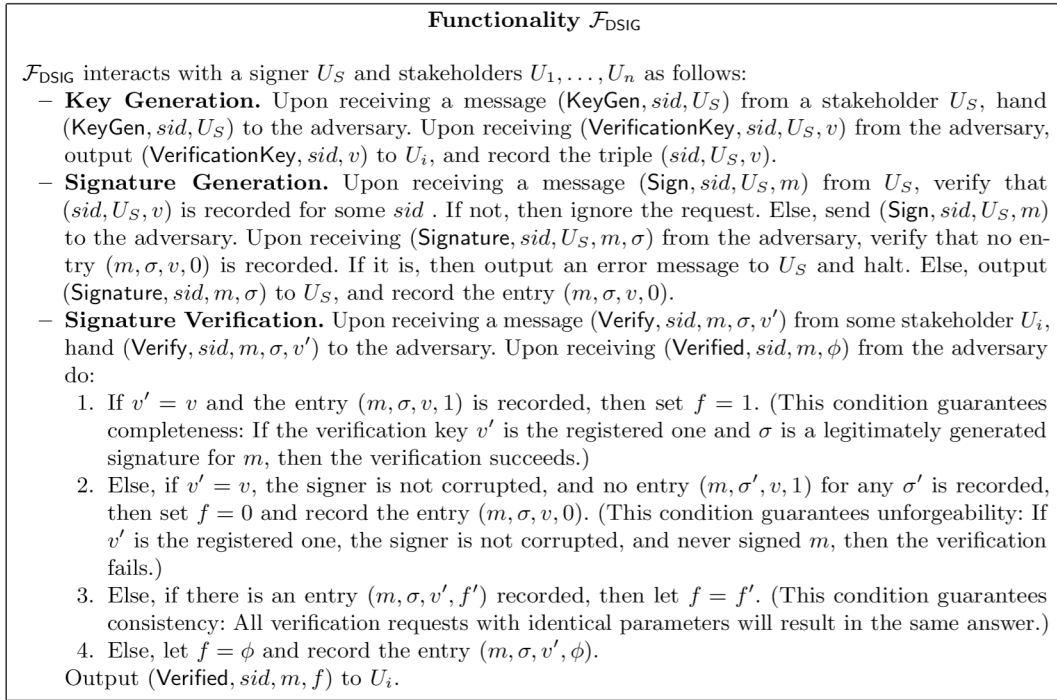 Functionality $\mathcal{F}_{\mathsf{DSIG}}$
$\mathcal{F}_{\mathsf{DSIG}}$ interacts with a signer $U_S$ and stakeholders $U_1, \ldots, U_n$ as follows:
– Key Generation. Upon receiving a message (KeyGen, $sid, U_S$) from a stakeholder $U_S$, hand
(KeyGen, $sid, U_S$) to the adversary. Upon receiving (VerificationKey, $sid, U_S, v$) from the adversary,
output (VerificationKey, $sid, v$) to $U_i$, and record the triple $(sid, U_S, v)$.
– Signature Generation. Upon receiving a message (Sign, $sid, U_S, m$) from $U_S$, verify that
$(sid, U_S, v)$ is recorded for some $sid$ . If not, then ignore the request. Else, send (Sign, $sid, U_S, m$)
to the adversary. Upon receiving (Signature, $sid, U_S, m, \sigma$) from the adversary, verify that no en-
try $(m, \sigma, v, 0)$ is recorded. If it is, then output an error message to $U_S$ and halt. Else, output
(Signature, $sid, m, \sigma$) to $U_S$, and record the entry $(m, \sigma, v, 0)$.
– Signature Verification. Upon receiving a message (Verify, $sid, m, \sigma, v'$) from some stakeholder $U_i$,
hand (Verify, $sid, m, \sigma, v'$) to the adversary. Upon receiving (Verified, $sid, m, \phi$) from the adversary
do:
1. If $v' = v$ and the entry $(m, \sigma, v, 1)$ is recorded, then set $f = 1$. (This condition guarantees
completeness: If the verification key $v'$ is the registered one and $\sigma$ is a legitimately generated
signature for $m$, then the verification succeeds.)
2. Else, if $v' = v$, the signer is not corrupted, and no entry $(m, \sigma', v, 1)$ for any $\sigma'$ is recorded,
then set $f = 0$ and record the entry $(m, \sigma, v, 0)$. (This condition guarantees unforgeability: If
$v'$ is the registered one, the signer is not corrupted, and never signed $m$, then the verification
fails.)
3. Else, if there is an entry $(m, \sigma, v', f')$ recorded, then let $f = f'$. (This condition guarantees
consistency: All verification requests with identical parameters will result in the same answer.)
4. Else, let $f = \phi$ and record the entry $(m, \sigma, v', \phi)$.
Output (Verified, $sid, m, f$) to $U_i$.